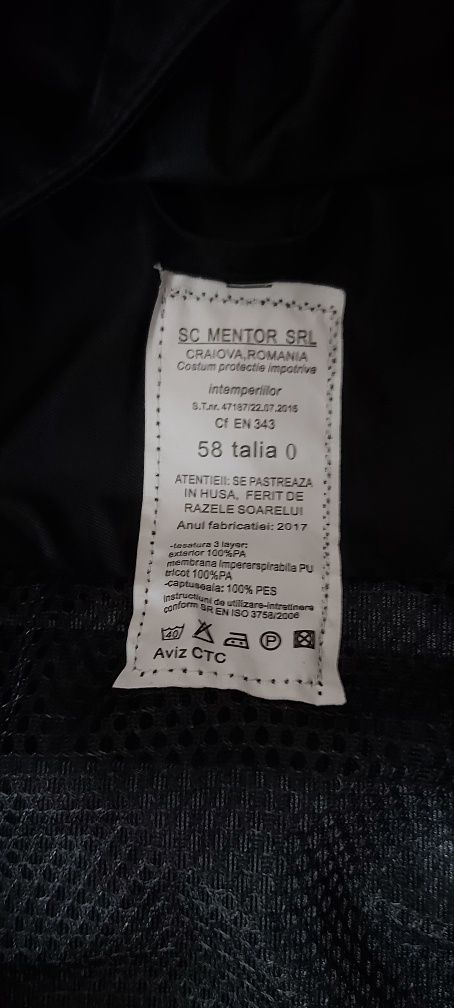 SC MENTOR SRL
CRAIOVA,ROMANIA
Costum protectie impotriva
intemperiilor
S.T.nr. 47187/22.07.2016
Cf EN 343
58 talia 0
ATENTIEII: SE PASTREAZA
IN HUSA, FERIT DE
RAZELE SOARELUI
Anul fabricatiei: 2017
-tesatura 3 layer:
exterior 100%PA
membrana imperersspirabila PU
tricot 100%PA
-captuseala: 100% PES
Instructiuni de utilizare-intretinere
conform SR EN ISO 3758/2006
40 P
Aviz CTC